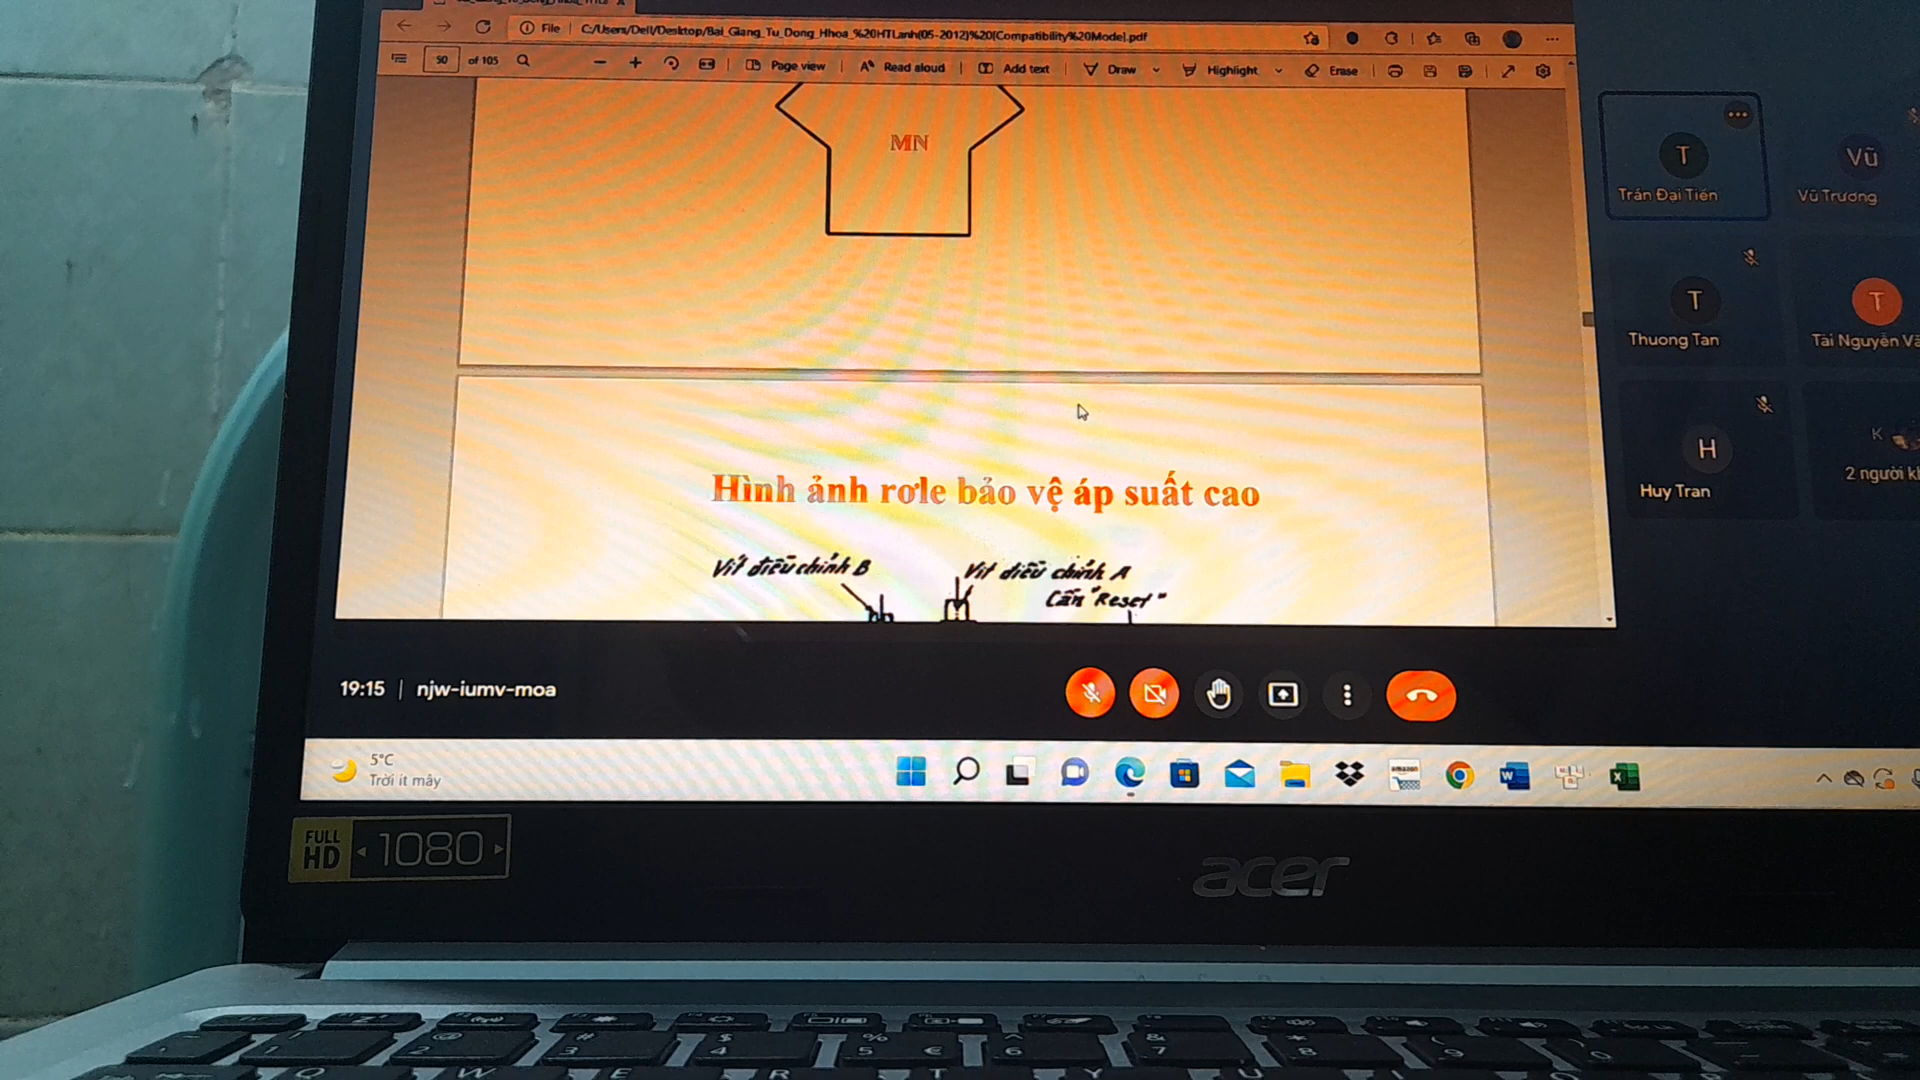 File
C:/Users/Dell/Desktop/Bai_Giang_Tu_Dong_Hhoa_%20HTLanh(05-2012)%20[Compatibility%20Mode].pdf
50 of 105
Page view
Read aloud
Add text
Draw
Highlight
Erase
MN
T
Trần Đại Tiến
Vũ
Vũ Trương
T
Thuong Tan
T
Tài Nguyễn Vă
H
Huy Tran
K
2 người kh
Hình ảnh rơle bảo vệ áp suất cao
Vít điều chỉnh B
Vít điều chỉnh A
Cần "Reset"
19:15 | njw-iumv-moa
5°C
Trời ít mây
FULL HD
1080
acer